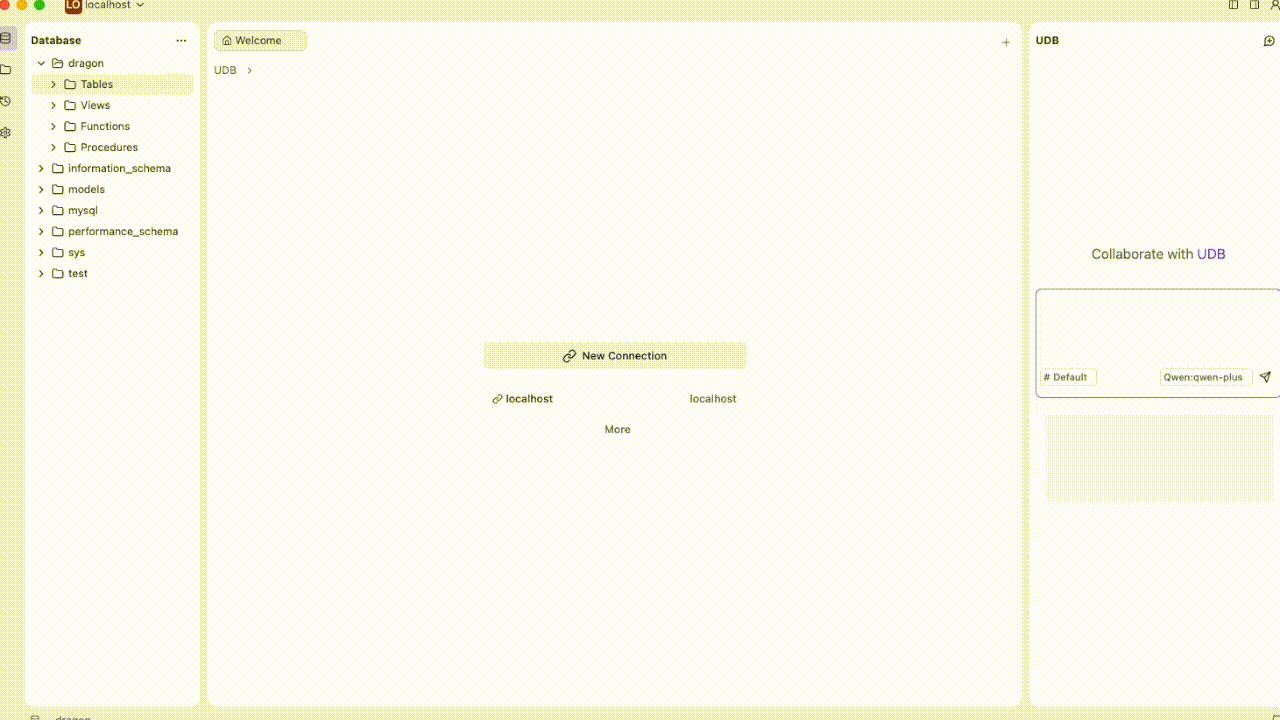 LO localhost
Database
dragon
Tables
Views
Functions
Procedures
information_schema
models
mysql
performance_schema
sys
test
Welcome
UDB
New Connection
localhost localhost
More
UDB
Collaborate with UDB
# Default Qwen:qwen-plus
dragon